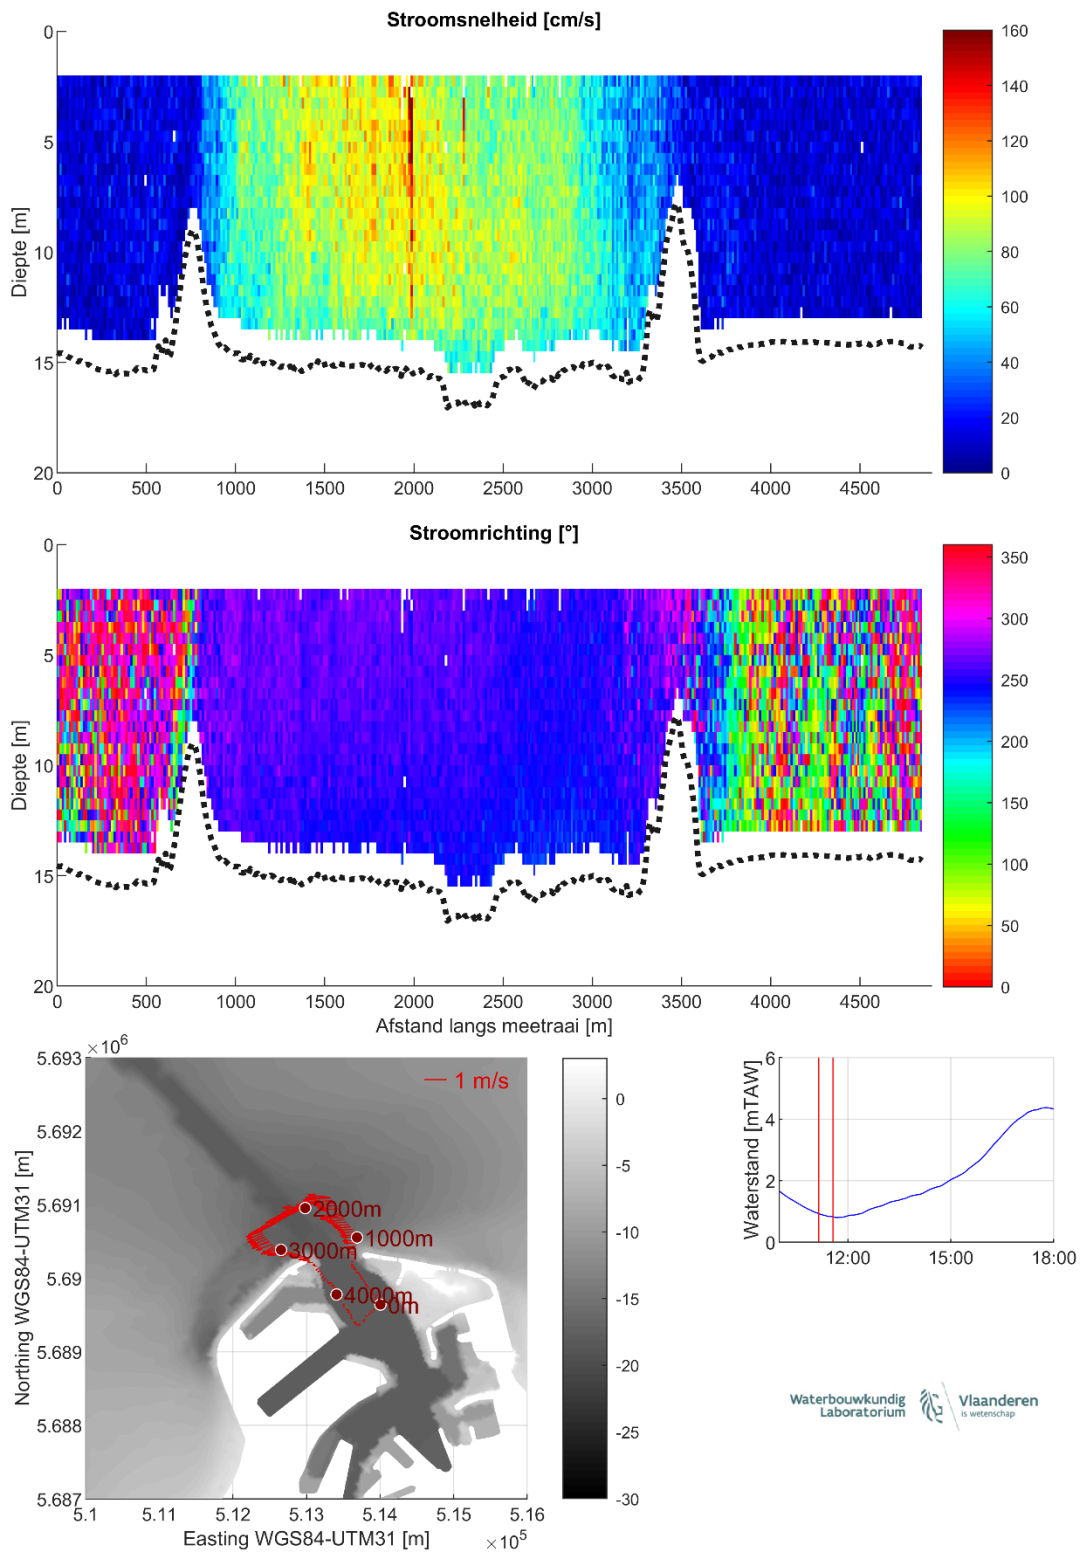 Stroomsnelheid [cm/s]
0
5
10
15
20
Diepte [m]
0 500 1000 1500 2000 2500 3000 3500 4000 4500
160
140
120
100
80
60
40
20
0
Stroomrichting [°]
0
5
10
15
20
Diepte [m]
0 500 1000 1500 2000 2500 3000 3500 4000 4500
Afstand langs meetraai [m]
350
300
250
200
150
100
50
0
×10⁶
5.693
5.692
5.691
5.69
5.689
5.688
5.687
Northing WGS84-UTM31 [m]
1 m/s
2000m
1000m
3000m
4000m
0m
5.1 5.11 5.12 5.13 5.14 5.15 5.16
Easting WGS84-UTM31 [m]
×10⁵
0
-5
-10
-15
-20
-25
-30
Waterstand [mTAW]
6
4
2
0
12:00 15:00 18:00
Waterbouwkundig
Laboratorium
Vlaanderen
is wetenschap